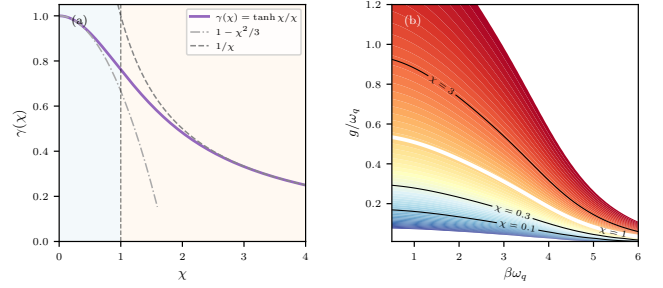 (a)
γ(χ) = tanh χ/χ
1 − χ²/3
1/χ
1.0
0.8
0.6
0.4
0.2
0.0
γ(χ)
0 1 2 3 4
χ
(b)
1.2
1.0
0.8
0.6
0.4
0.2
g/ω_q
χ = 3
χ = 0.3
χ = 0.1
χ = 1
1 2 3 4 5 6
βω_q